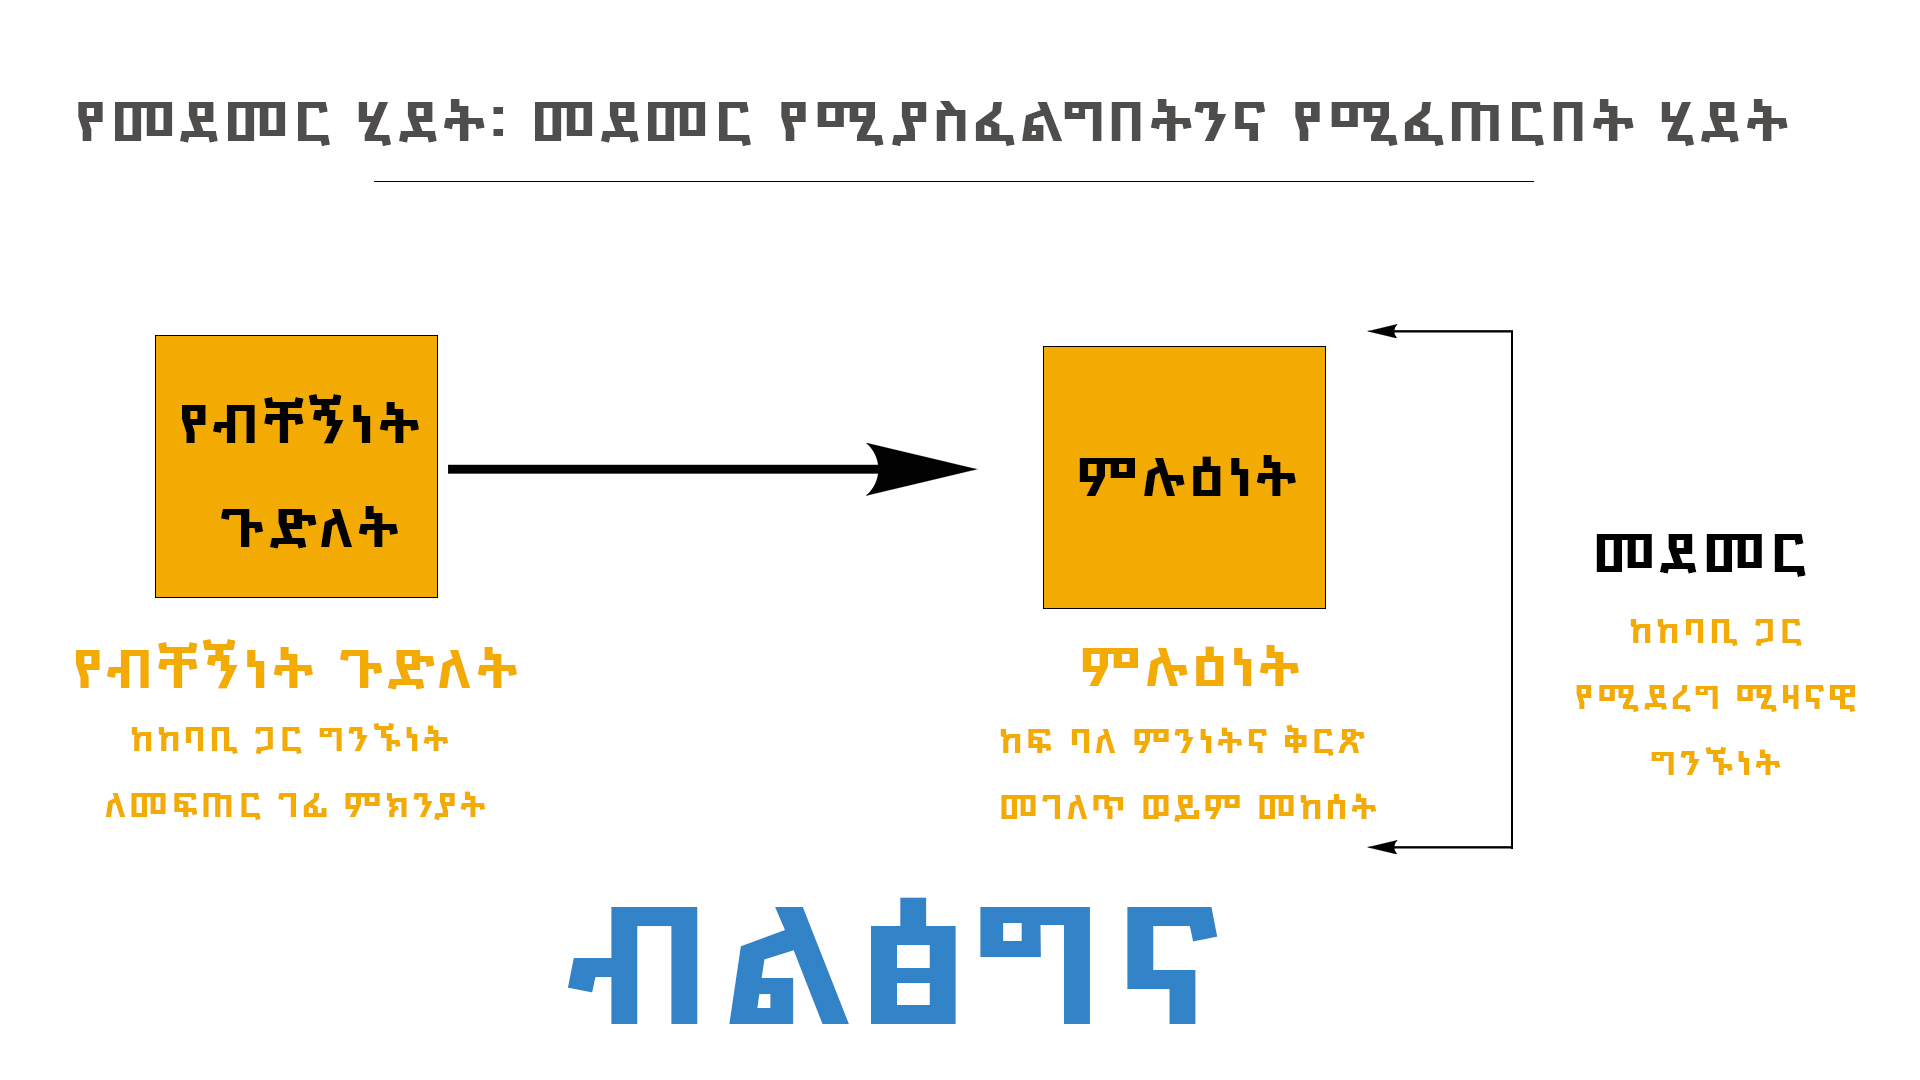 የመደመር ሂደት: መደመር የሚያስፈልግበትንና የሚፈጠርበት ሂደት
የብቸኝነት
ጉድለት
የብቸኝነት ጉድለት
ከከባቢ ጋር ግንኙነት
ለመፍጠር ገፊ ምክንያት
ምሉዕነት
ምሉዕነት
ከፍ ባለ ምንነትና ቅርጽ
መገለጥ ወይም መከሰት
መደመር
ከከባቢ ጋር
የሚደረግ ሚዛናዊ
ግንኙነት
ብልፅግና